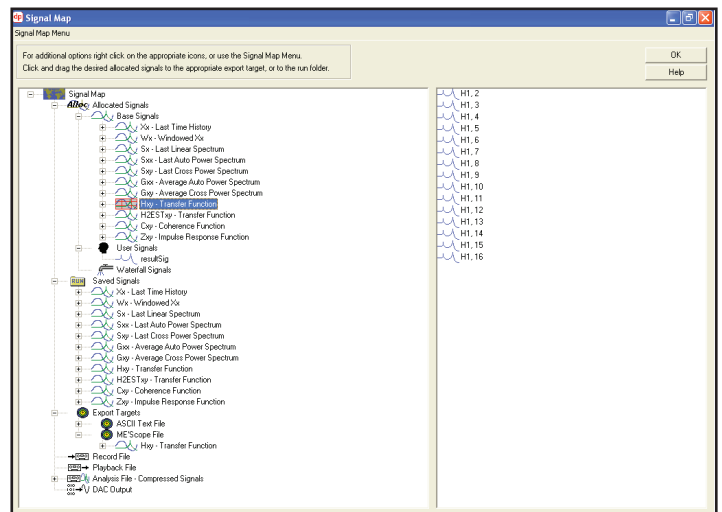 dp Signal Map
Signal Map Menu
For additional options right click on the appropriate icons, or use the Signal Map Menu.
Click and drag the desired allocated signals to the appropriate export target, or to the run folder.
OK
Help
Signal Map
Alloc Allocated Signals
Base Signals
Xx - Last Time History
Wx - Windowed Xx
Sx - Last Linear Spectrum
Sxx - Last Auto Power Spectrum
Sxy - Last Cross Power Spectrum
Gxx - Average Auto Power Spectrum
Gxy - Average Cross Power Spectrum
Hxy - Transfer Function
H2ESTxy - Transfer Function
Cxy - Coherence Function
Zxy - Impulse Response Function
User Signals
resultSig
Waterfall Signals
RUN Saved Signals
Xx - Last Time History
Wx - Windowed Xx
Sx - Last Linear Spectrum
Sxx - Last Auto Power Spectrum
Sxy - Last Cross Power Spectrum
Gxx - Average Auto Power Spectrum
Gxy - Average Cross Power Spectrum
Hxy - Transfer Function
H2ESTxy - Transfer Function
Cxy - Coherence Function
Zxy - Impulse Response Function
Export Targets
ASCII Text File
ME'Scope File
Hxy - Transfer Function
Record File
Playback File
Analysis File - Compressed Signals
DAC Output
H1, 2
H1, 3
H1, 4
H1, 5
H1, 6
H1, 7
H1, 8
H1, 9
H1, 10
H1, 11
H1, 12
H1, 13
H1, 14
H1, 15
H1, 16